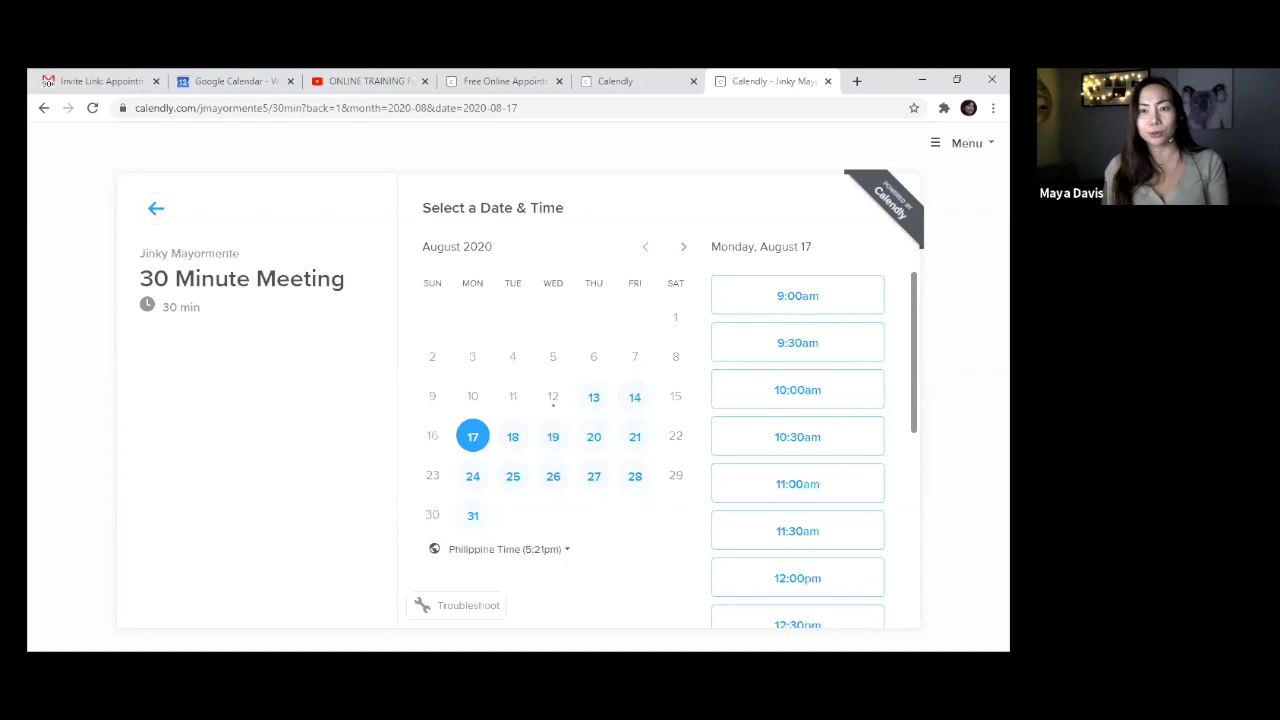 Invite Link: Appointm
Google Calendar - W
ONLINE TRAINING F
Free Online Appointm
Calendly
Calendly - Jinky Mayo
calendly.com/jmayormente5/30min?back=1&month=2020-08&date=2020-08-17
Menu
POWERED BY
Calendly
Jinky Mayormente
30 Minute Meeting
30 min
Select a Date & Time
August 2020
SUN MON TUE WED THU FRI SAT
1
2 3 4 5 6 7 8
9 10 11 12 13 14 15
16 17 18 19 20 21 22
23 24 25 26 27 28 29
30 31
Philippine Time (5:21pm)
Troubleshoot
Monday, August 17
9:00am
9:30am
10:00am
10:30am
11:00am
11:30am
12:00pm
12:30pm
Maya Davis